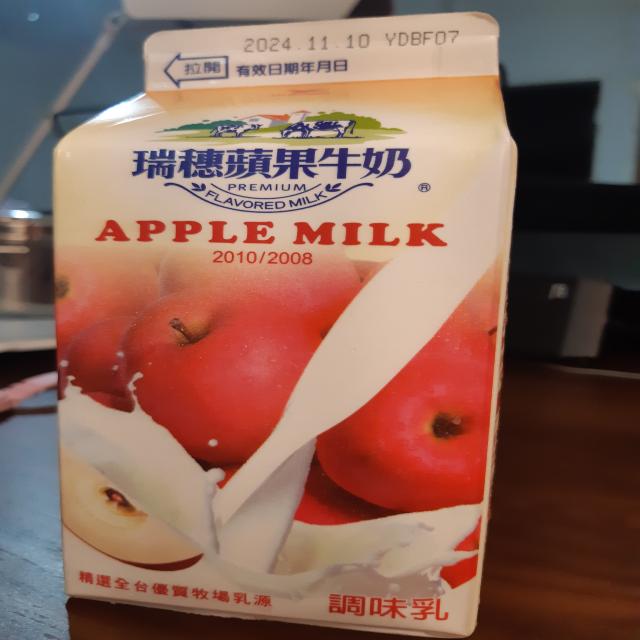 2024.11.10 YDBF07
拉開 有效日期年月日
瑞穗蘋果牛奶
®
PREMIUM
FLAVORED MILK
APPLE MILK
2010/2008
精選全台優質牧場乳源
調味乳